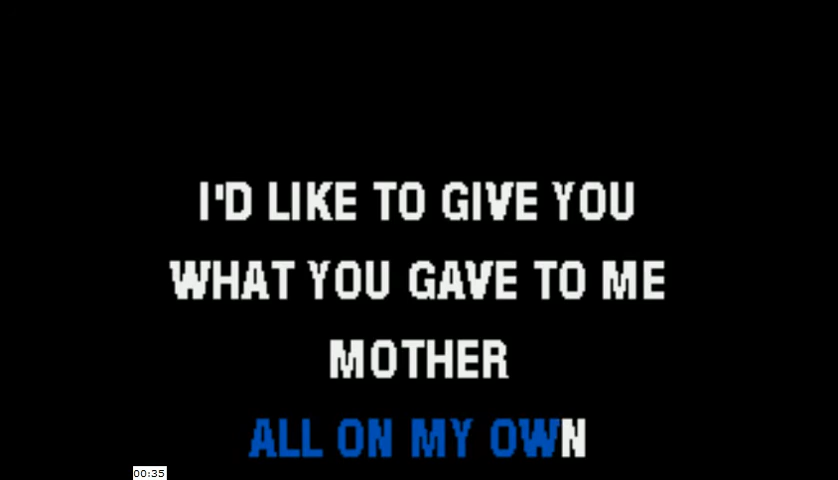 I'D LIKE TO GIVE YOU
WHAT YOU GAVE TO ME
MOTHER
ALL ON MY OWN
00:35